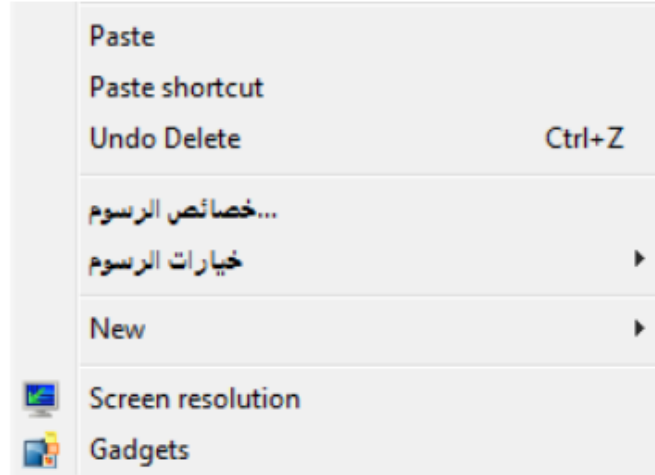 Paste
Paste shortcut
Undo Delete Ctrl+Z
خصائص الرسوم...
خيارات الرسوم
New
Screen resolution
Gadgets